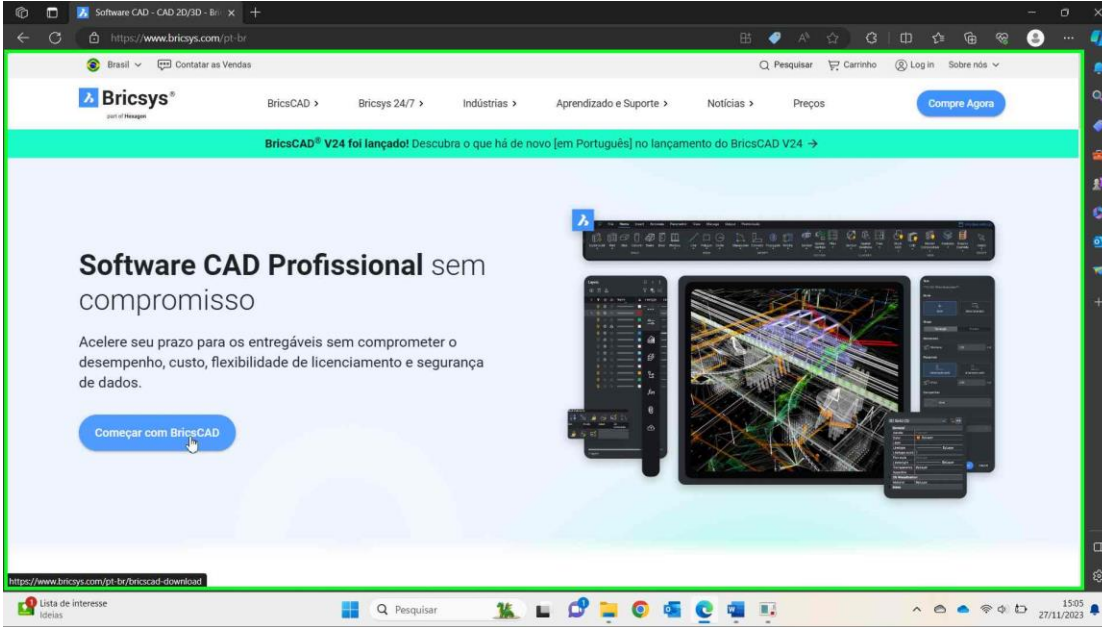 Software CAD - CAD 2D/3D - Bri
https://www.bricsys.com/pt-br
Brasil Contatar as Vendas Pesquisar Carrinho Log in Sobre nós
Bricsys®
part of Hexagon
BricsCAD > Bricsys 24/7 > Indústrias > Aprendizado e Suporte > Notícias > Preços Compre Agora
BricsCAD® V24 foi lançado! Descubra o que há de novo [em Português] no lançamento do BricsCAD V24 →
Software CAD Profissional sem
compromisso
Acelere seu prazo para os entregáveis sem comprometer o
desempenho, custo, flexibilidade de licenciamento e segurança
de dados.
Começar com BricsCAD
https://www.bricsys.com/pt-br/bricscad-download
Lista de interesse
Ideias
Pesquisar
15:05
27/11/2023